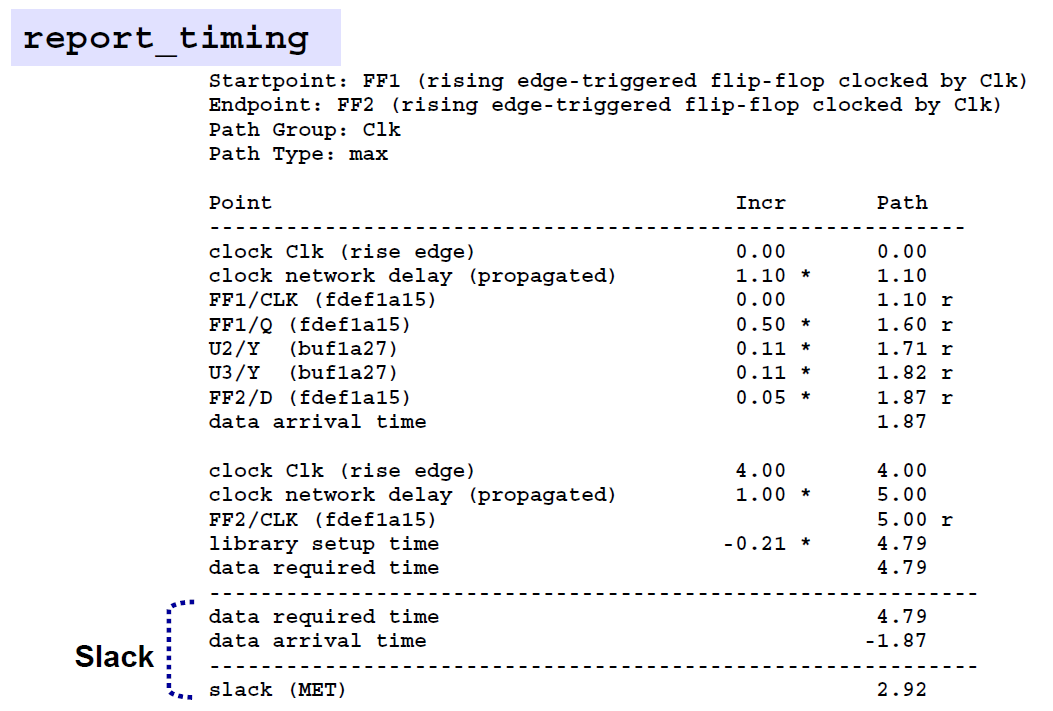 report_timing
Startpoint: FF1 (rising edge-triggered flip-flop clocked by Clk)
Endpoint: FF2 (rising edge-triggered flip-flop clocked by Clk)
Path Group: Clk
Path Type: max
Point Incr Path
------------------------------------------------------------
clock Clk (rise edge) 0.00 0.00
clock network delay (propagated) 1.10 * 1.10
FF1/CLK (fdef1a15) 0.00 1.10 r
FF1/Q (fdef1a15) 0.50 * 1.60 r
U2/Y (buf1a27) 0.11 * 1.71 r
U3/Y (buf1a27) 0.11 * 1.82 r
FF2/D (fdef1a15) 0.05 * 1.87 r
data arrival time 1.87
clock Clk (rise edge) 4.00 4.00
clock network delay (propagated) 1.00 * 5.00
FF2/CLK (fdef1a15) 5.00 r
library setup time -0.21 * 4.79
data required time 4.79
------------------------------------------------------------
data required time 4.79
data arrival time -1.87
------------------------------------------------------------
slack (MET) 2.92
Slack